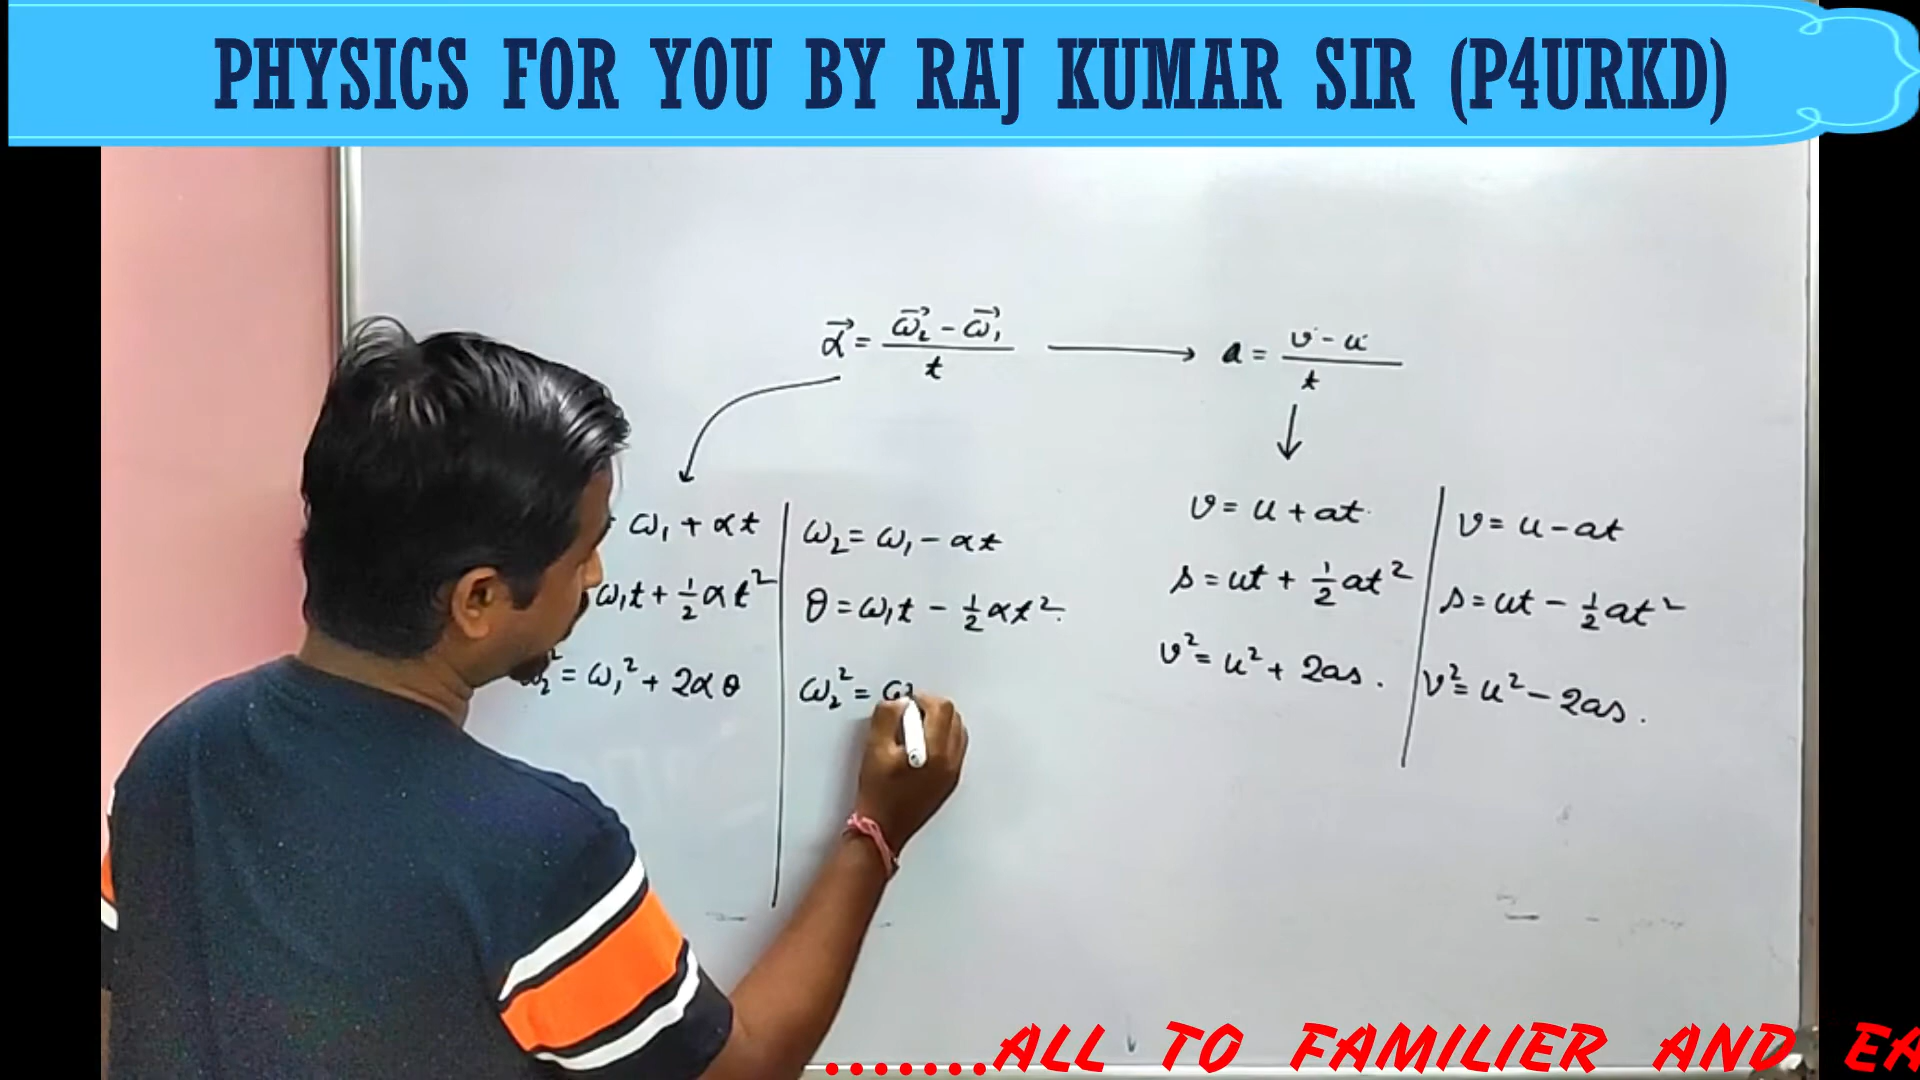 PHYSICS FOR YOU BY RAJ KUMAR SIR (P4URKD)
α⃗ = (ω⃗₂ - ω⃗₁)/t → a = (v - u)/t
ω₁ + αt
ω₁t + ½αt²
ω₂² = ω₁² + 2αθ
ω₂ = ω₁ - αt
θ = ω₁t - ½αt².
ω₂² = ω
v = u + at
s = ut + ½at²
v² = u² + 2as.
v = u - at
s = ut - ½at²
v² = u² - 2as.
.......ALL TO FAMILIER AND EA